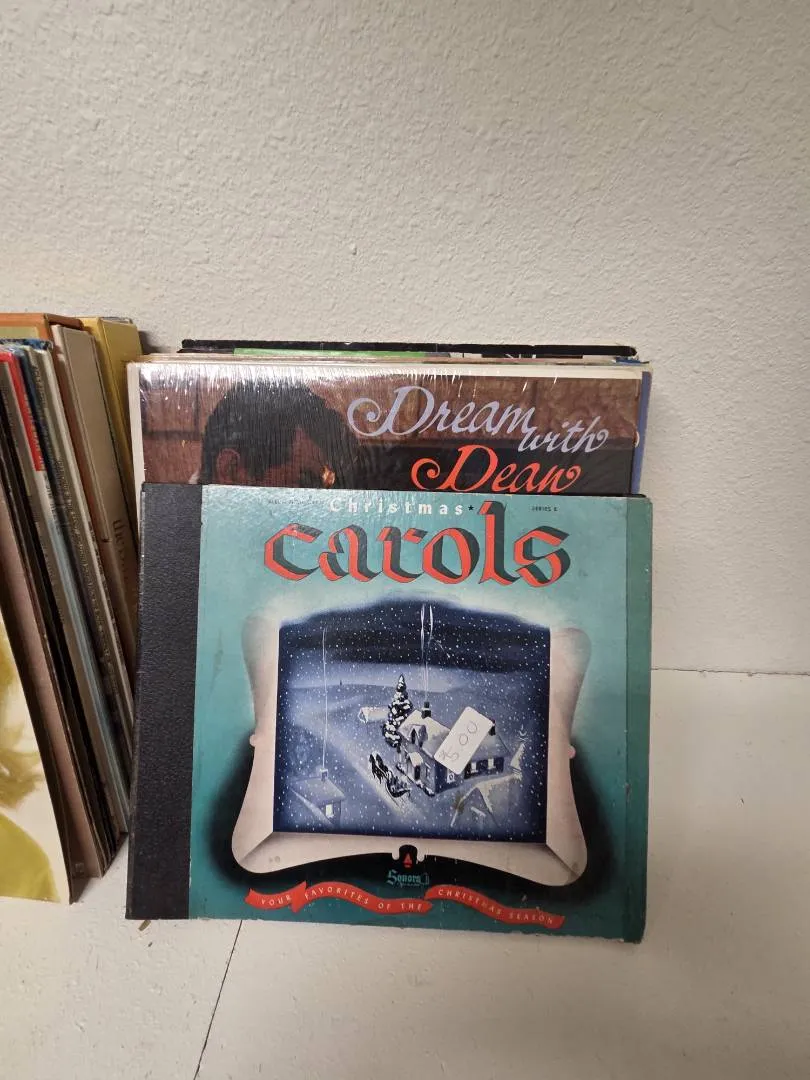 Dream
with
Dean
Christmas
SERIES 6
carols
5.00
Sonora
YOUR FAVORITES OF THE CHRISTMAS SEASON